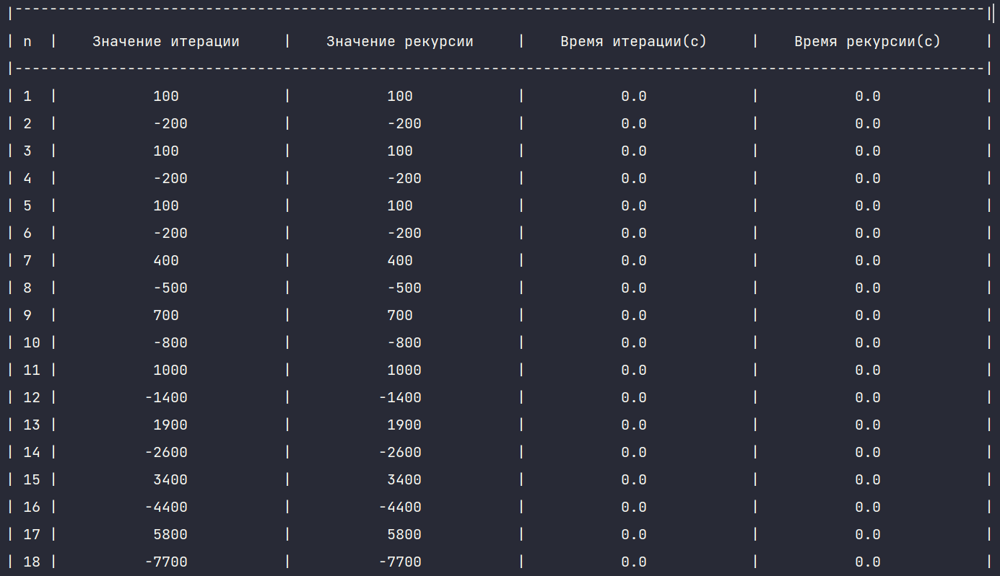 |----------------------------------------------------------------------------------------------------------------|
| n  |    Значение итерации     |    Значение рекурсии     |    Время итерации(с)     |    Время рекурсии(с)     |
|----------------------------------------------------------------------------------------------------------------|
| 1  |           100            |           100            |           0.0            |           0.0            |
| 2  |           -200           |           -200           |           0.0            |           0.0            |
| 3  |           100            |           100            |           0.0            |           0.0            |
| 4  |           -200           |           -200           |           0.0            |           0.0            |
| 5  |           100            |           100            |           0.0            |           0.0            |
| 6  |           -200           |           -200           |           0.0            |           0.0            |
| 7  |           400            |           400            |           0.0            |           0.0            |
| 8  |           -500           |           -500           |           0.0            |           0.0            |
| 9  |           700            |           700            |           0.0            |           0.0            |
| 10 |           -800           |           -800           |           0.0            |           0.0            |
| 11 |           1000           |           1000           |           0.0            |           0.0            |
| 12 |          -1400           |          -1400           |           0.0            |           0.0            |
| 13 |           1900           |           1900           |           0.0            |           0.0            |
| 14 |          -2600           |          -2600           |           0.0            |           0.0            |
| 15 |           3400           |           3400           |           0.0            |           0.0            |
| 16 |          -4400           |          -4400           |           0.0            |           0.0            |
| 17 |           5800           |           5800           |           0.0            |           0.0            |
| 18 |          -7700           |          -7700           |           0.0            |           0.0            |